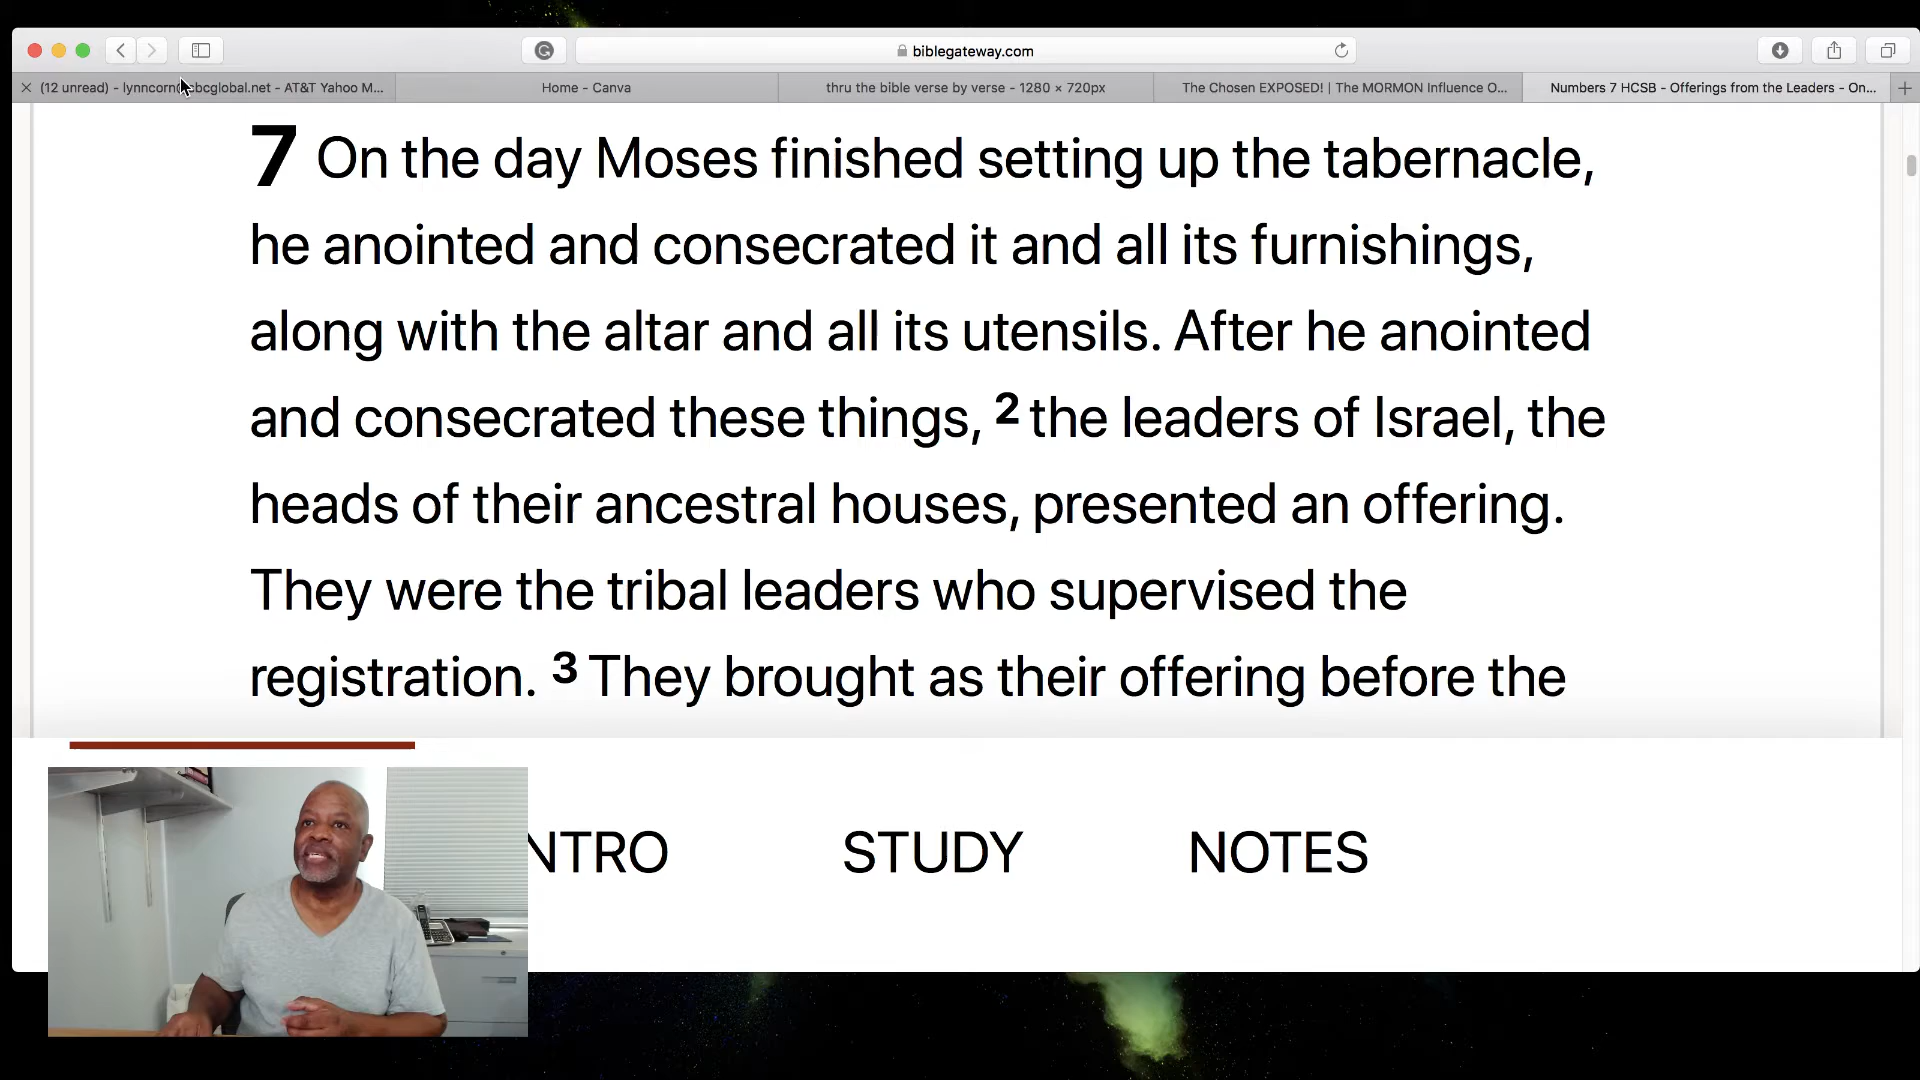 biblegateway.com
(12 unread) - lynncorn bcglobal.net - AT&T Yahoo M...
Home - Canva
thru the bible verse by verse - 1280 × 720px
The Chosen EXPOSED! | The MORMON Influence O...
Numbers 7 HCSB - Offerings from the Leaders - On...
7 On the day Moses finished setting up the tabernacle,
he anointed and consecrated it and all its furnishings,
along with the altar and all its utensils. After he anointed
and consecrated these things, 2 the leaders of Israel, the
heads of their ancestral houses, presented an offering.
They were the tribal leaders who supervised the
registration. 3 They brought as their offering before the
NTRO
STUDY
NOTES